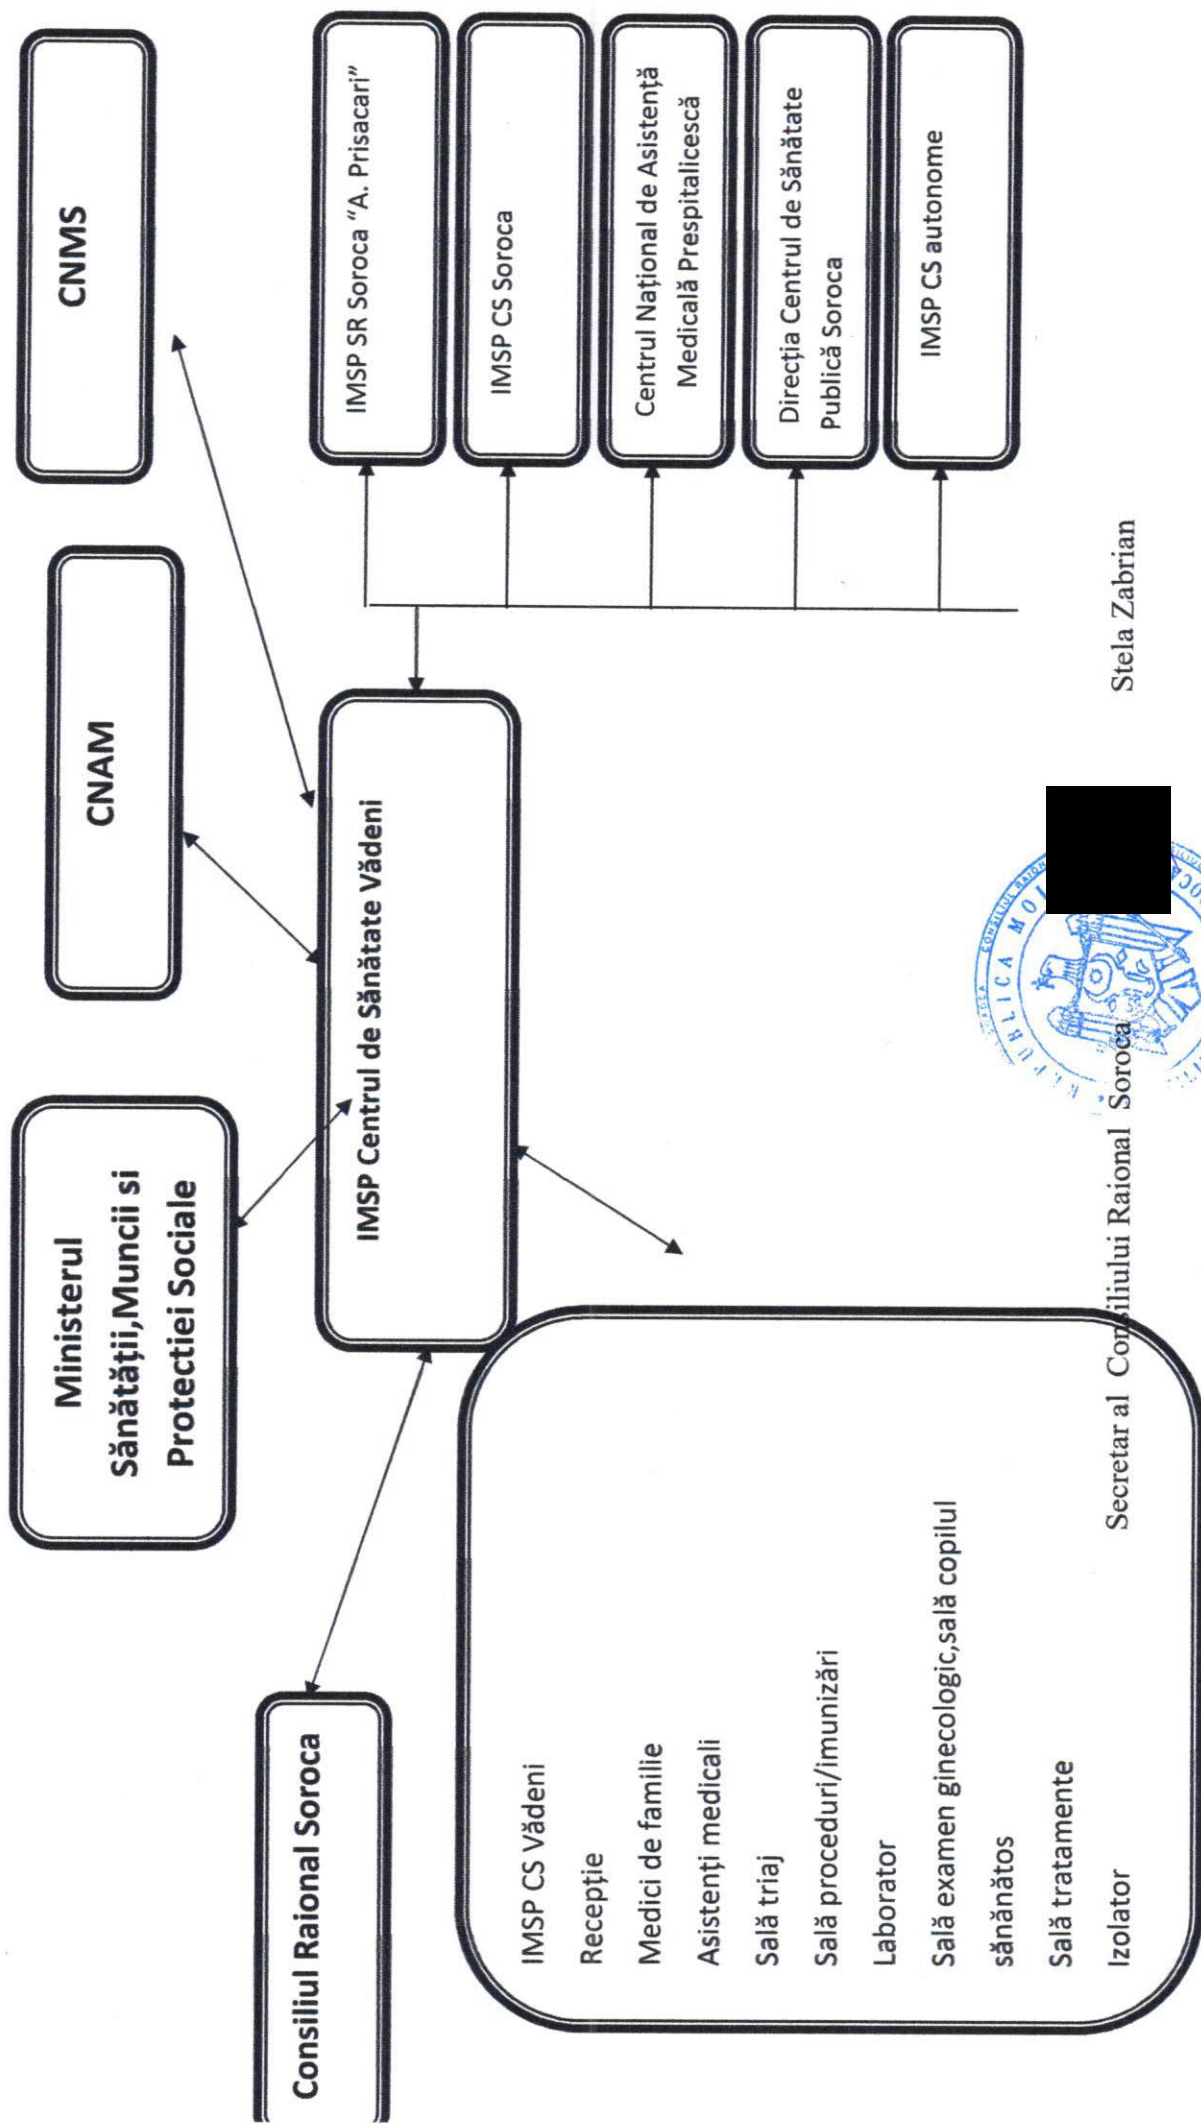 Consiliul Raional Soroca
Ministerul
Sănătății,Muncii si
Protectiei Sociale
CNAM
CNMS
IMSP Centrul de Sănătate Vădeni
IMSP SR Soroca "A. Prisacari"
IMSP CS Soroca
Centrul Național de Asistență
Medicală Prespitalicescă
Direcția Centrul de Sănătate
Publică Soroca
IMSP CS autonome
IMSP CS Vădeni
Recepție
Medici de familie
Asistenți medicali
Sală triaj
Sală proceduri/imunizări
Laborator
Sală examen ginecologic,sală copilul
sănănătos
Sală tratamente
Izolator
Secretar al Consiliului Raional Soroca
Stela Zabrian
REPUBLICA
CONSILIUL